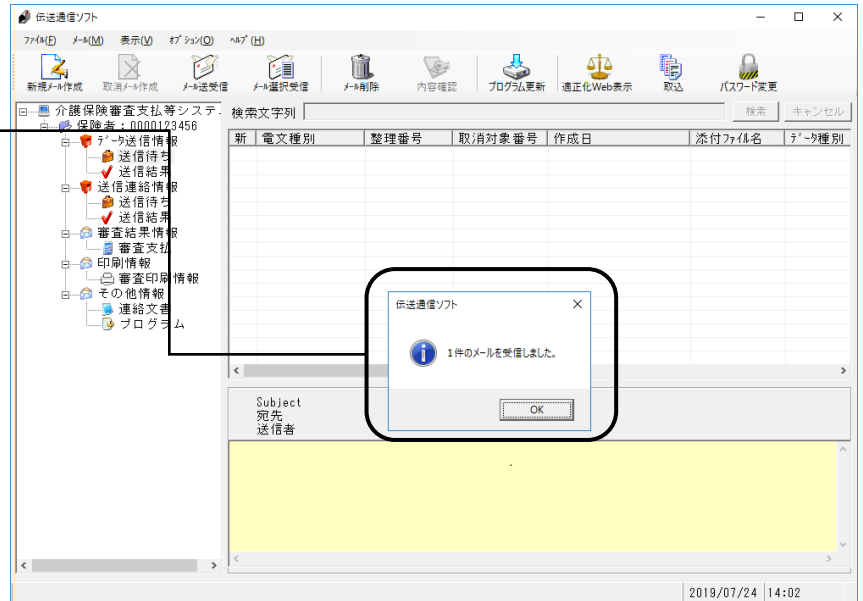 伝送通信ソフト
ﾌｧｲﾙ(F) ﾒｰﾙ(M) 表示(V) ｵﾌﾟｼｮﾝ(O) ﾍﾙﾌﾟ(H)
新規ﾒｰﾙ作成 取消ﾒｰﾙ作成 ﾒｰﾙ送受信 ﾒｰﾙ選択受信 ﾒｰﾙ削除 内容確認 ﾌﾟﾛｸﾞﾗﾑ更新 適正化Web表示 取込 ﾊﾟｽﾜｰﾄﾞ変更
介護保険審査支払等システ.
保険者：0000123456
ﾃﾞｰﾀ送信情報
送信待ち
送信結果
送信連絡情報
送信待ち
送信結果
審査結果情報
審査支払
印刷情報
審査印刷情報
その他情報
連絡文書
プログラム
検索文字列 検索 キャンセル
新 電文種別 整理番号 取消対象番号 作成日 添付ﾌｧｲﾙ名 ﾃﾞｰﾀ種別
伝送通信ソフト
1件のメールを受信しました。
OK
Subject
宛先
送信者
2019/07/24 14:02